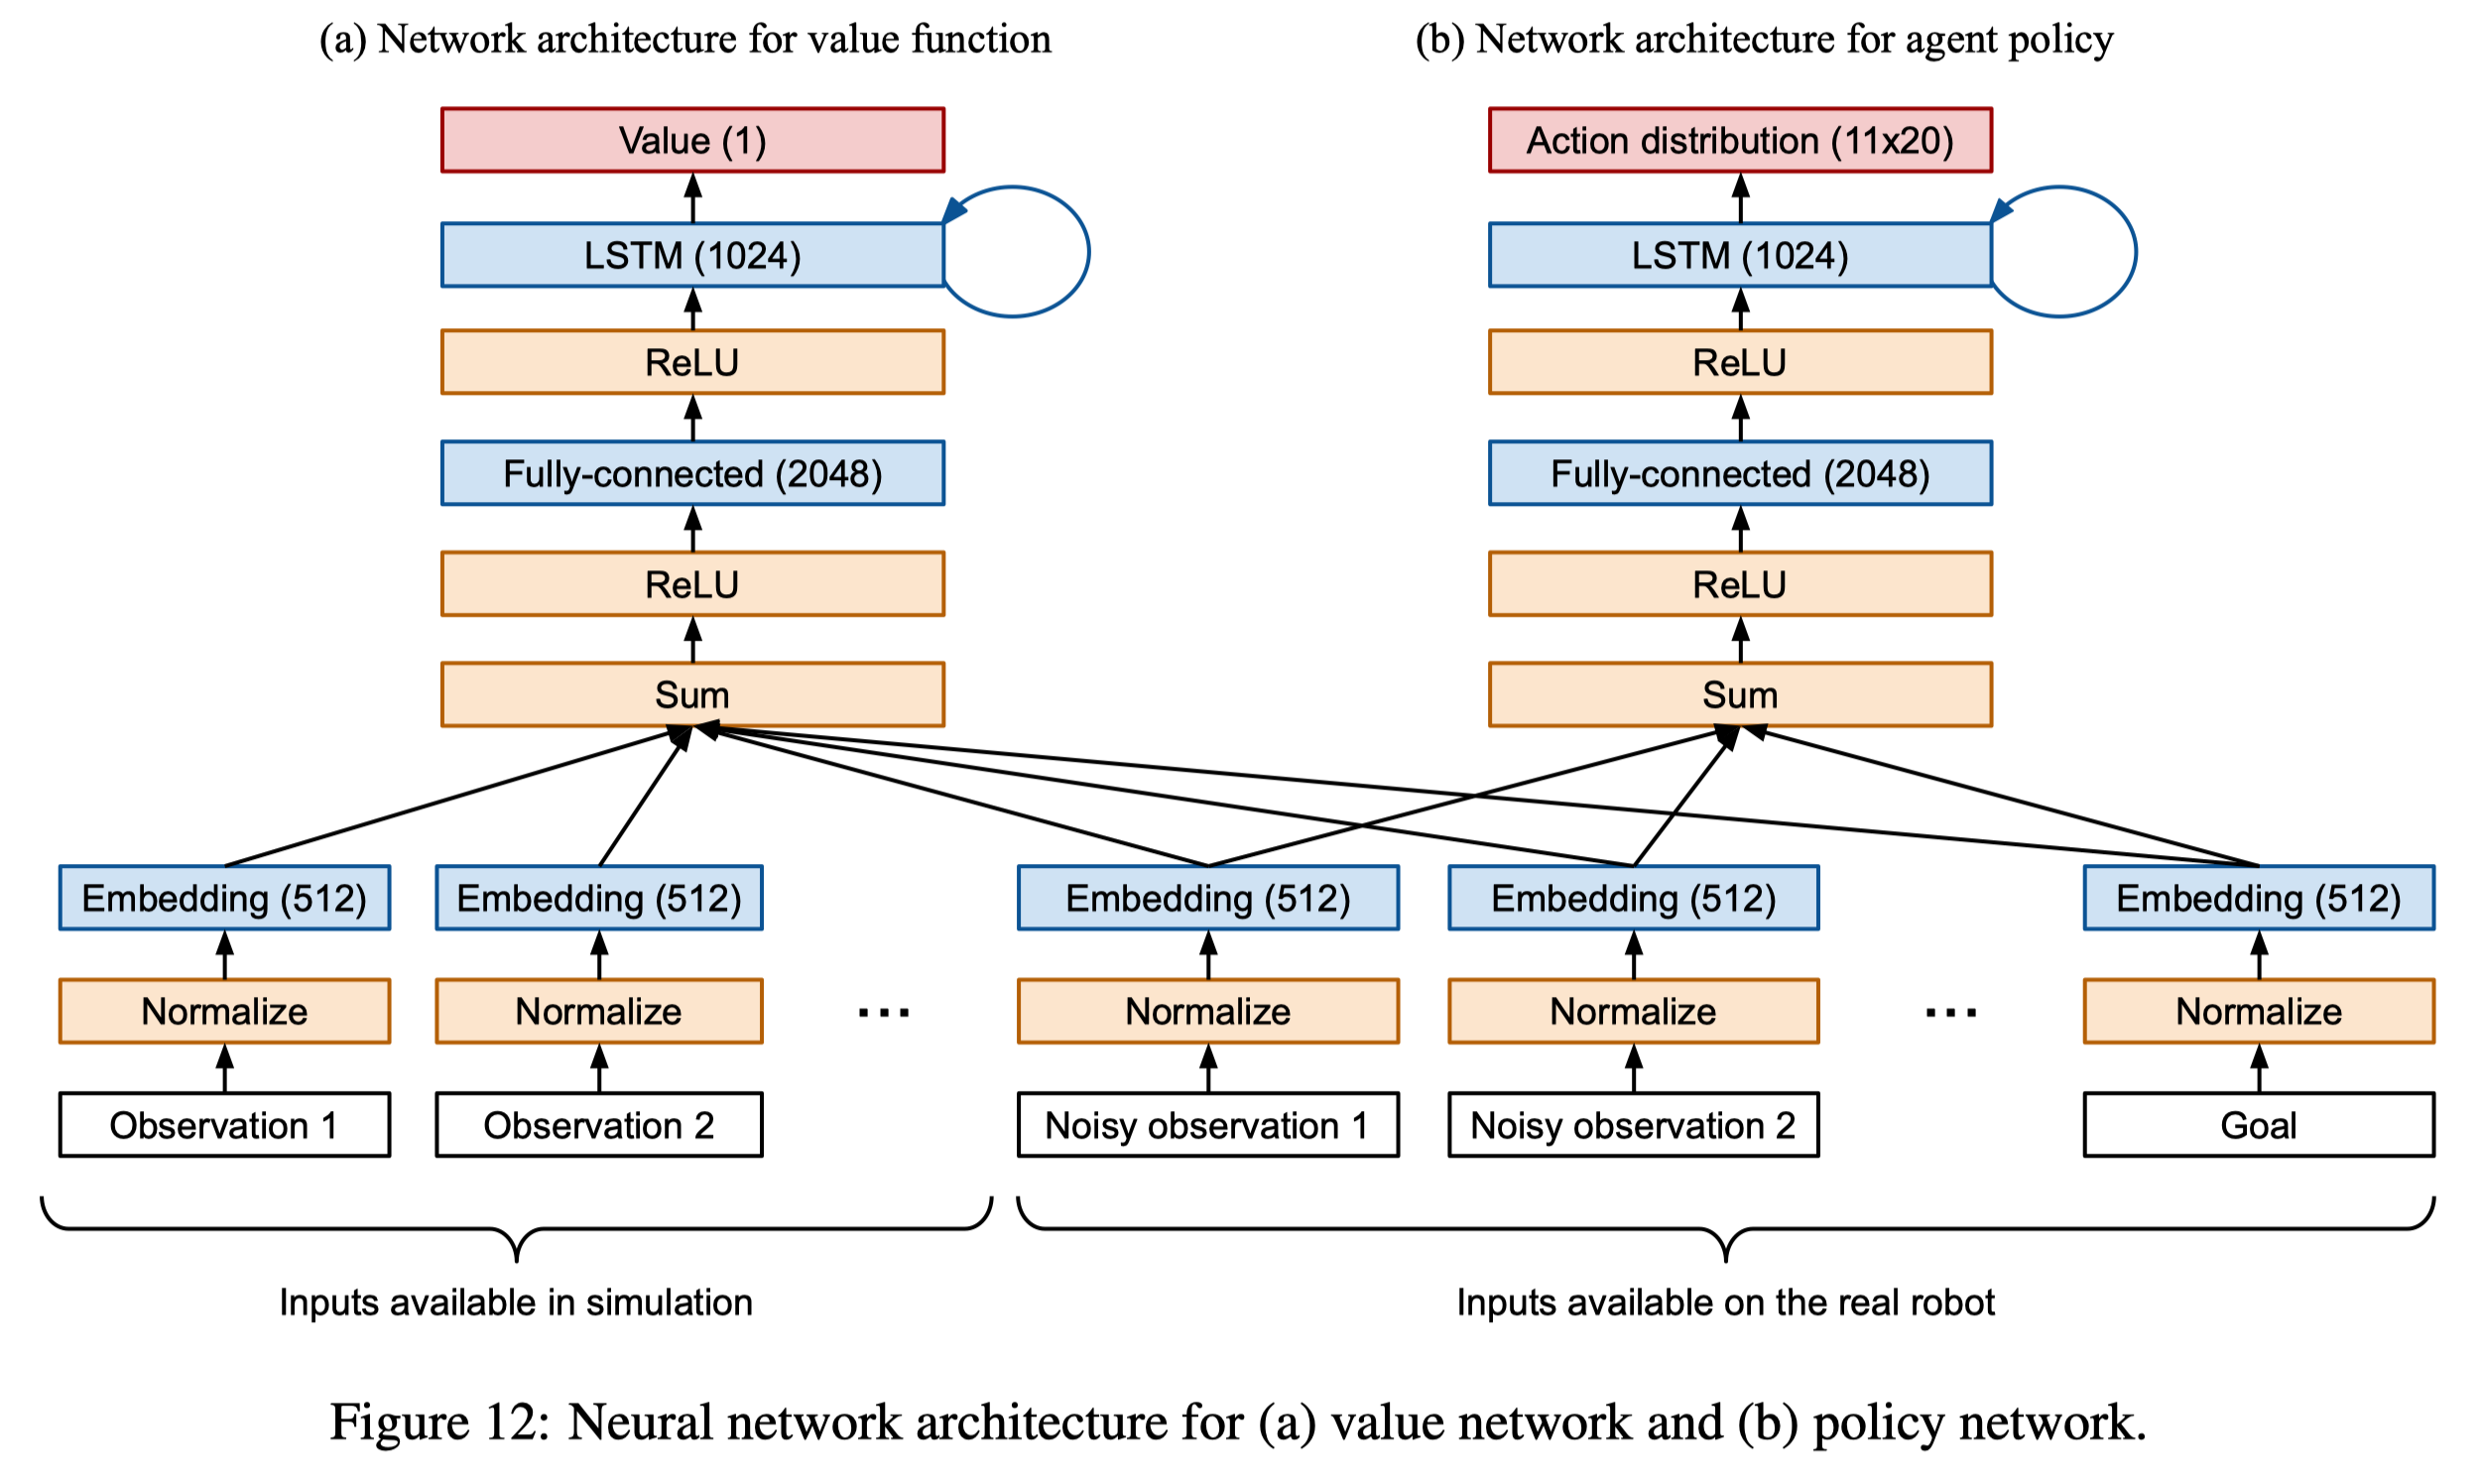 (a) Network architecture for value function
(b) Network architecture for agent policy
Value (1)
LSTM (1024)
ReLU
Fully-connected (2048)
ReLU
Sum
Action distribution (11x20)
LSTM (1024)
ReLU
Fully-connected (2048)
ReLU
Sum
Embedding (512)
Embedding (512)
Embedding (512)
Embedding (512)
Embedding (512)
Normalize
Normalize
...
Normalize
Normalize
...
Normalize
Observation 1
Observation 2
Noisy observation 1
Noisy observation 2
Goal
Inputs available in simulation
Inputs available on the real robot
Figure 12: Neural network architecture for (a) value network and (b) policy network.